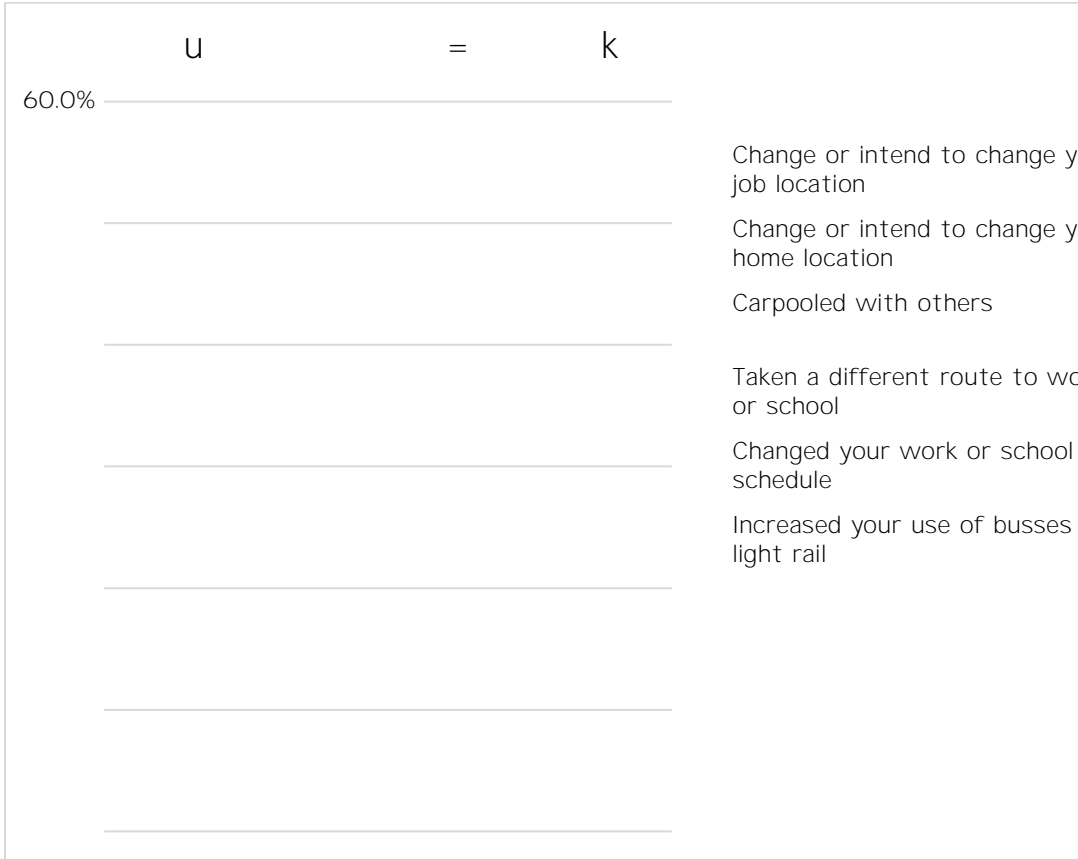 u = k
60.0%
Change or intend to change y
job location
Change or intend to change y
home location
Carpooled with others
Taken a different route to wo
or school
Changed your work or school
schedule
Increased your use of busses
light rail